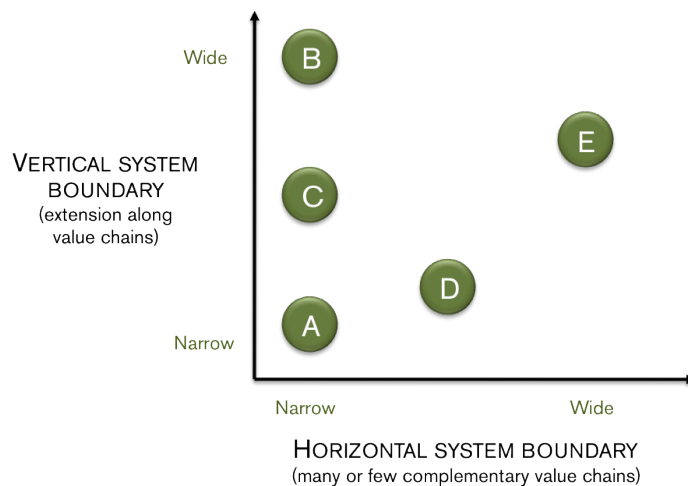 B
Wide
E
VERTICAL SYSTEM
BOUNDARY
(extension along
value chains)
C
D
A
Narrow
Narrow
Wide
HORIZONTAL SYSTEM BOUNDARY
(many or few complementary value chains)